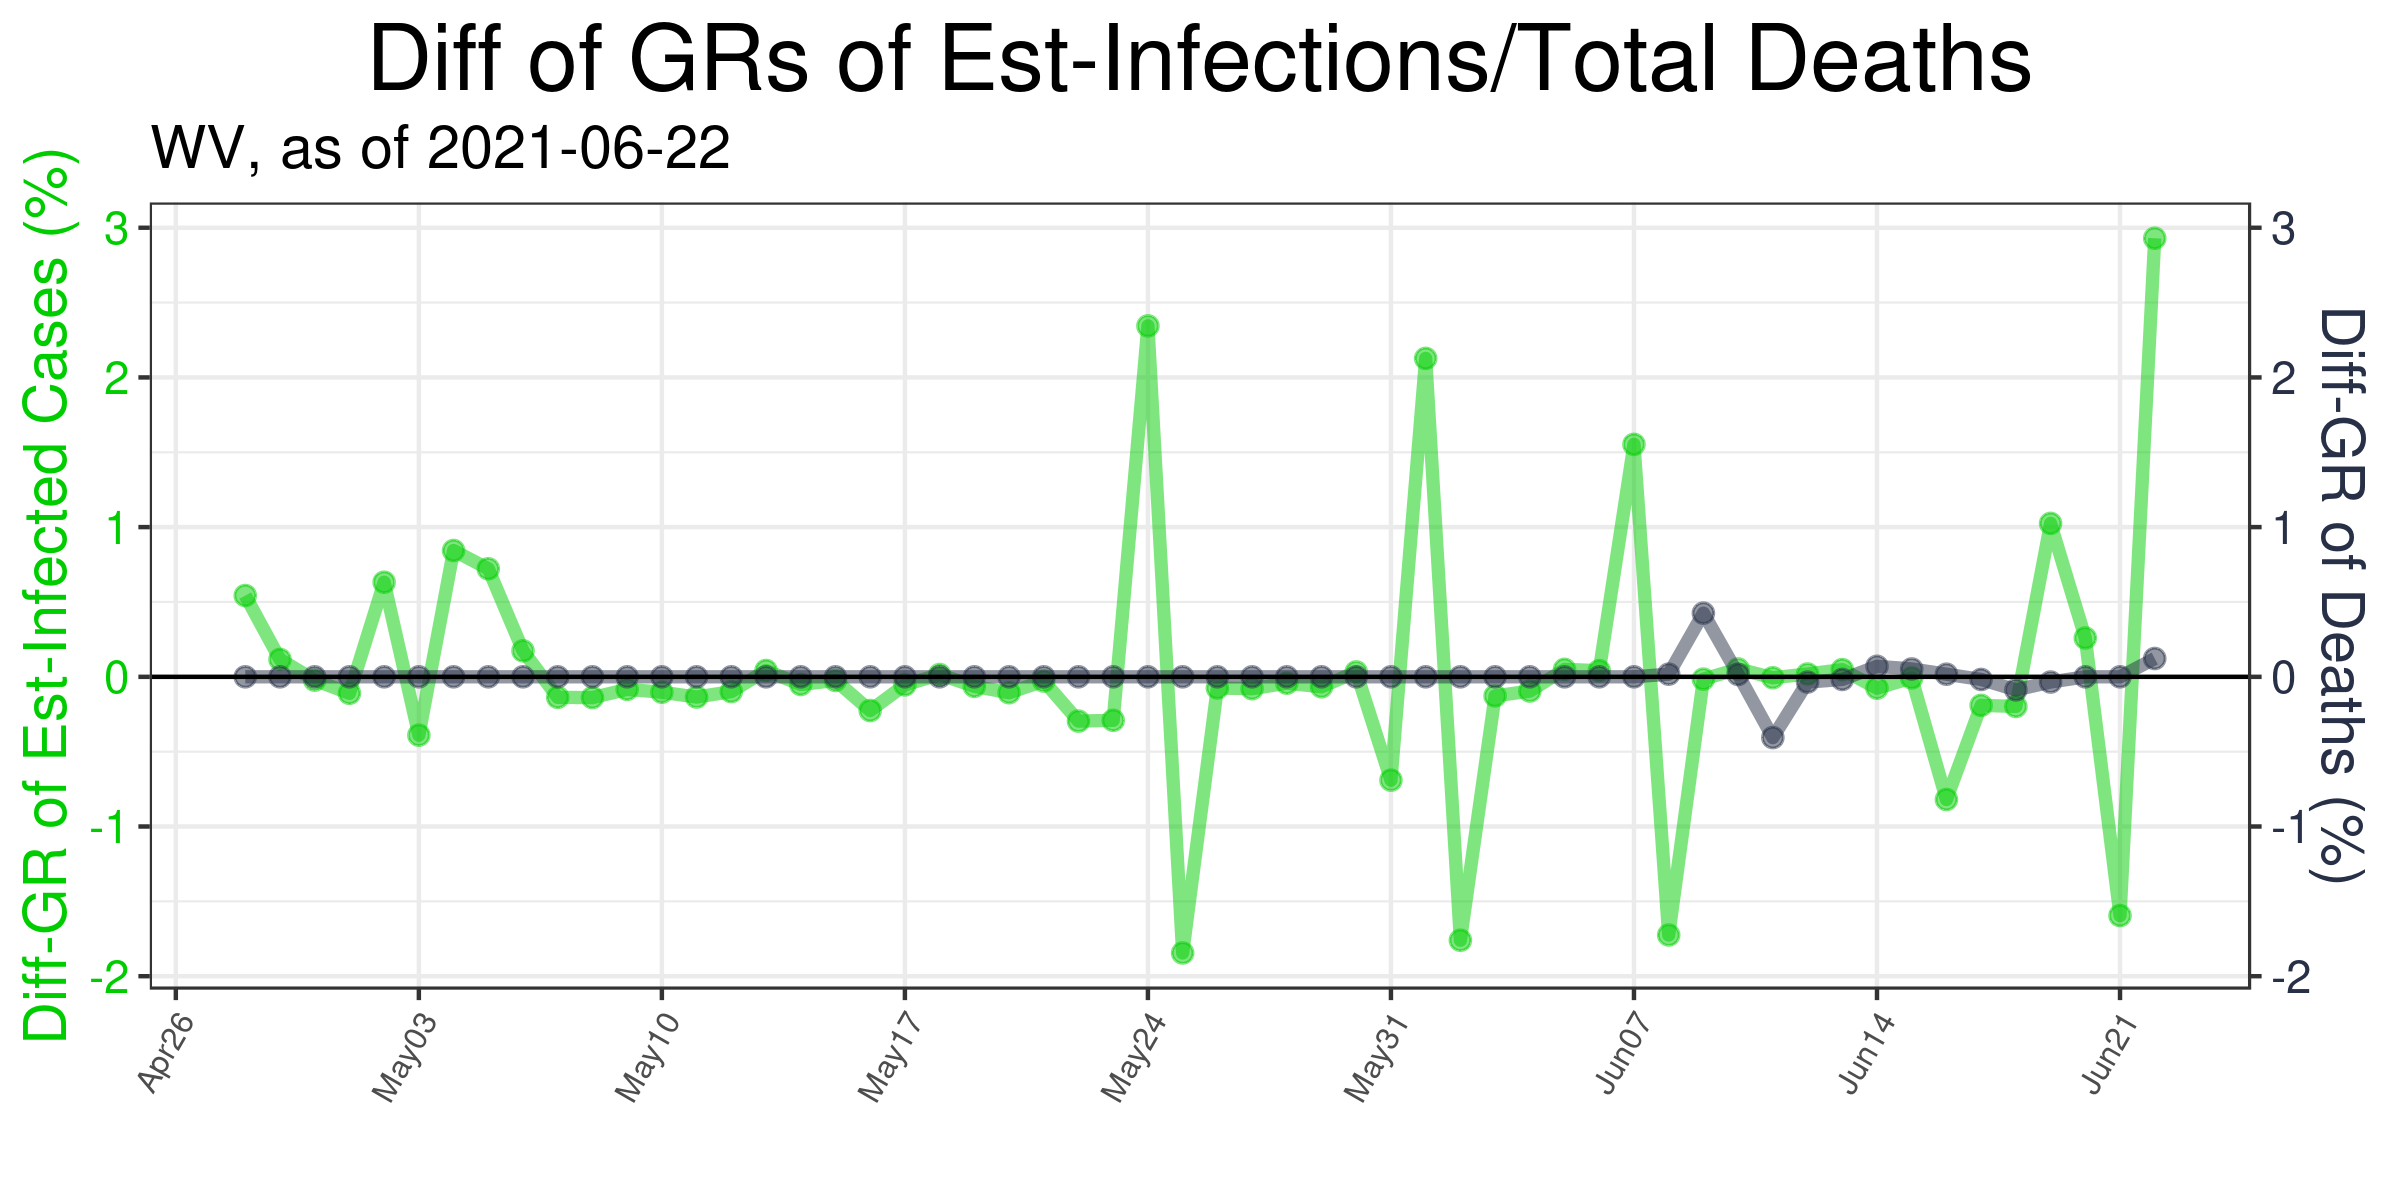 Diff of GRs of Est-Infections/Total Deaths
WV, as of 2021-06-22
Diff-GR of Est-Infected Cases (%)
3
2
1
0
-1
-2
3
2
1
0
-1
-2
Diff-GR of Deaths (%)
Apr26
May03
May10
May17
May24
May31
Jun07
Jun14
Jun21